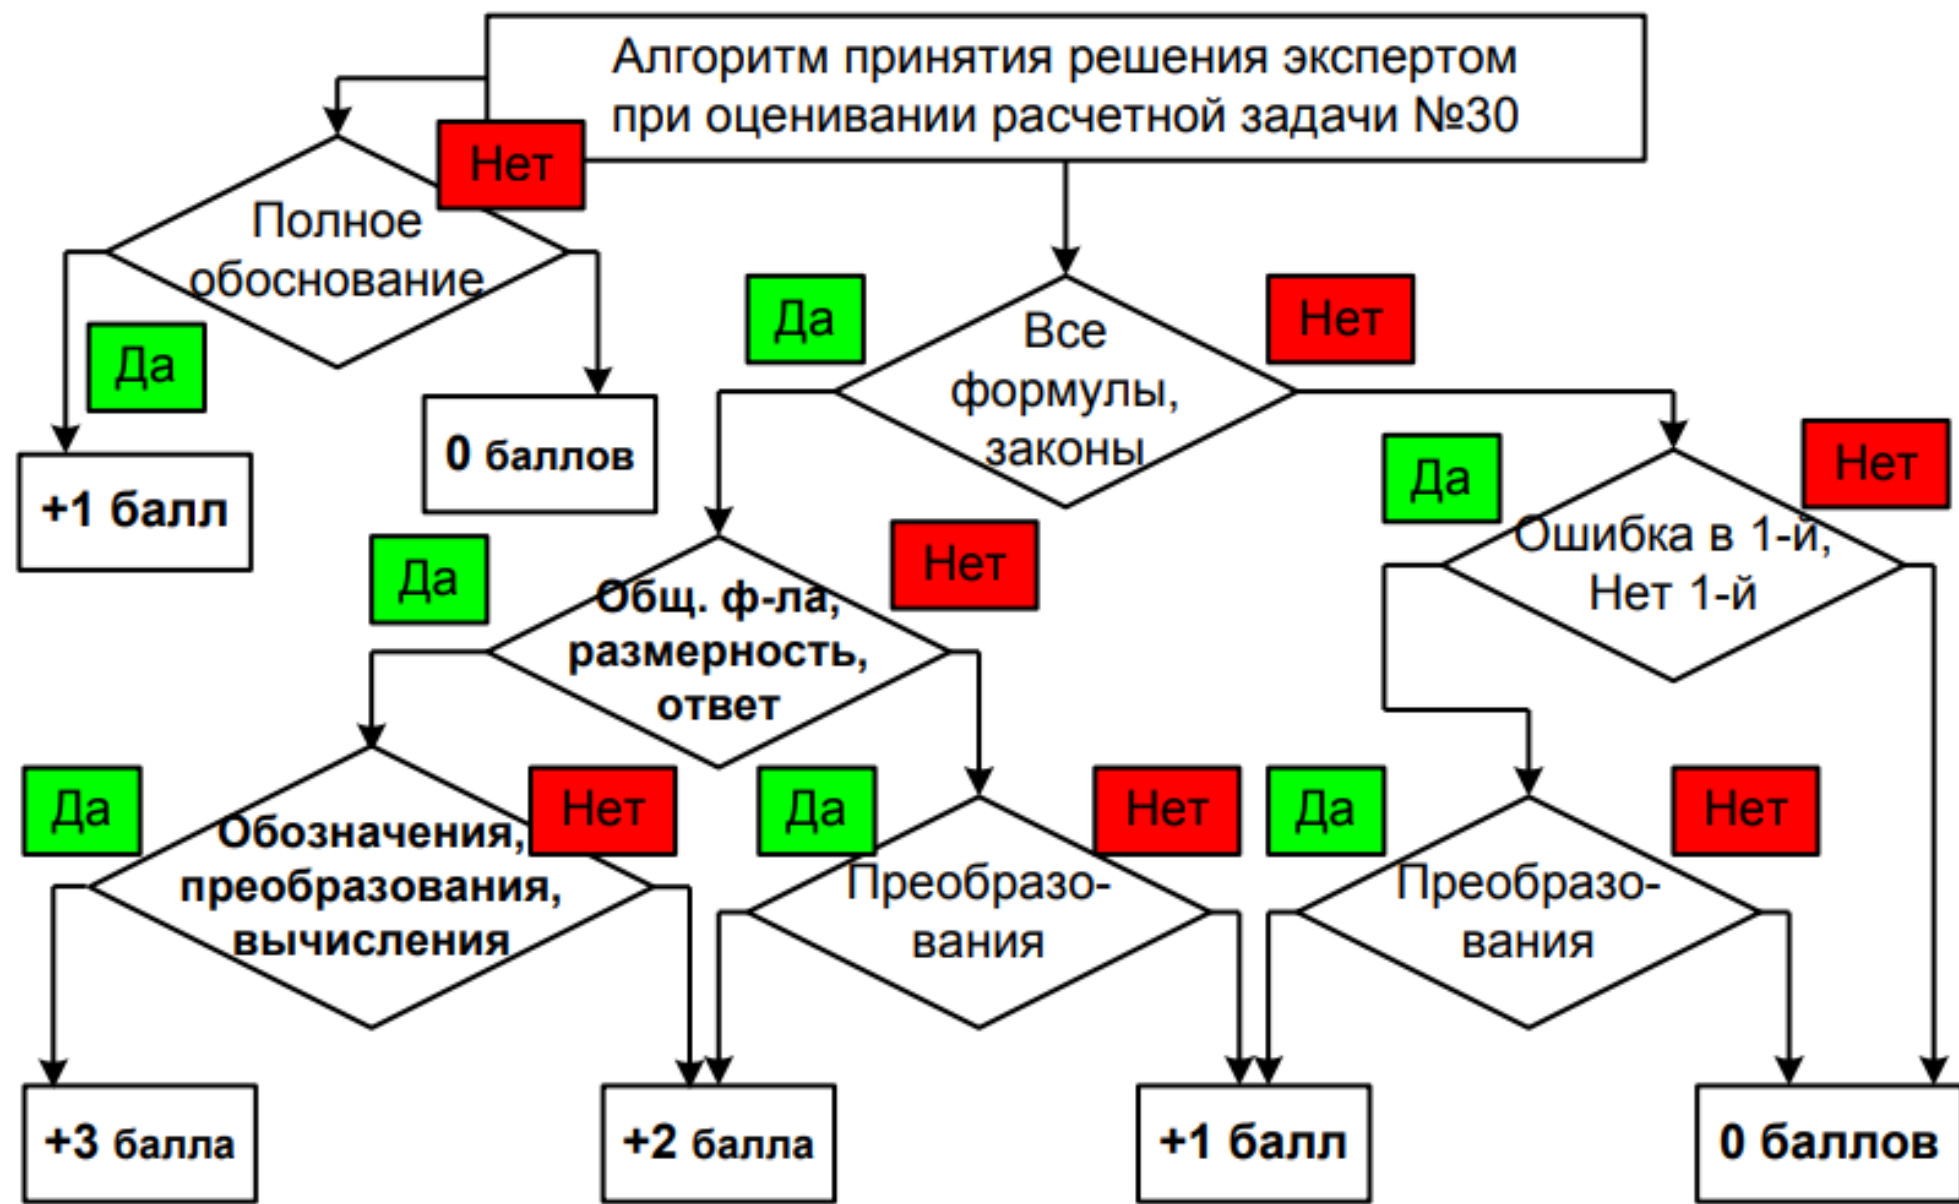 Алгоритм принятия решения экспертом
при оценивании расчетной задачи №30
Нет
Полное
обоснование
Да
+1 балл
0 баллов
Да
Нет
Все
формулы,
законы
Да
Нет
Ошибка в 1-й,
Нет 1-й
Да
Нет
Общ. ф-ла,
размерность,
ответ
Да
Нет
Обозначения,
преобразования,
вычисления
Да
Нет
Преобразо-
вания
Да
Нет
Преобразо-
вания
+3 балла
+2 балла
+1 балл
0 баллов